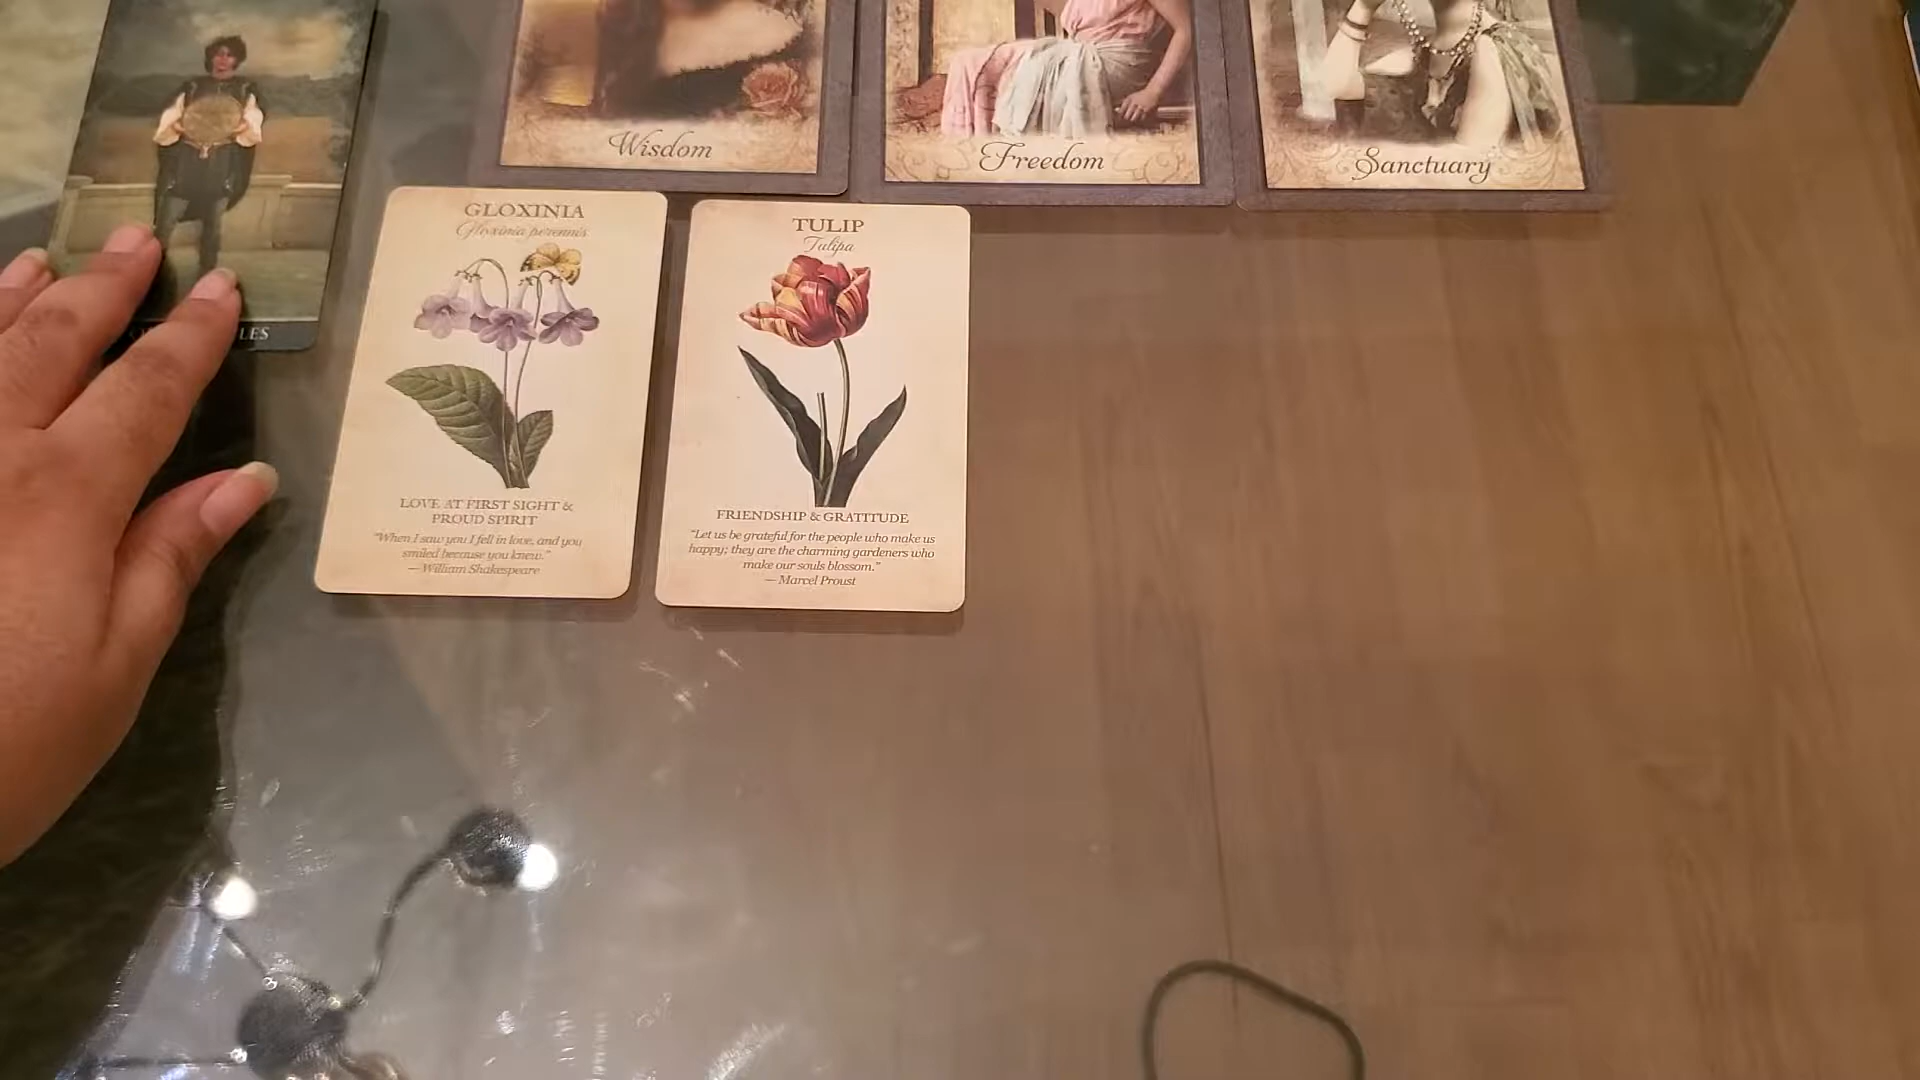 Wisdom
Freedom
Sanctuary
LES
GLOXINIA
Gloxinia perennis
LOVE AT FIRST SIGHT &
PROUD SPIRIT
"When I saw you I fell in love, and you
smiled because you knew."
— William Shakespeare
TULIP
Tulipa
FRIENDSHIP & GRATITUDE
"Let us be grateful for the people who make us
happy; they are the charming gardeners who
make our souls blossom."
— Marcel Proust